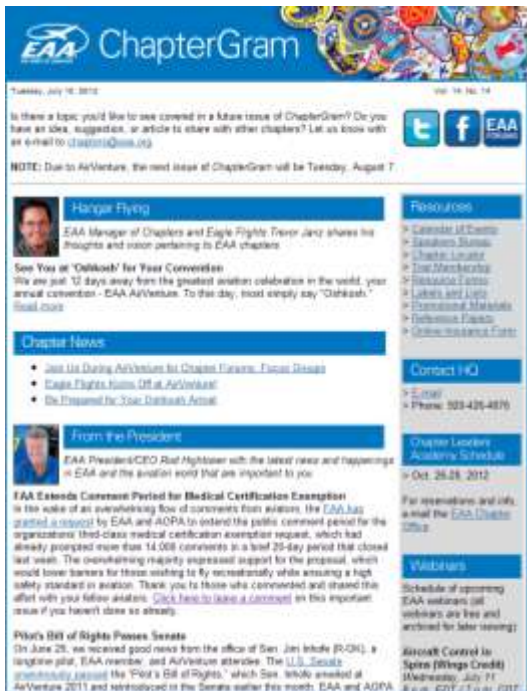 EAA ChapterGram
Tuesday, July 10, 2012
Vol. 14 No. 14
Is there a topic you'd like to see covered in a future issue of ChapterGram? Do you
have an idea, suggestion, or article to share with other chapters? Let us know with
an e-mail to chapters@eaa.org.
NOTE: Due to AirVenture, the next issue of ChapterGram will be Tuesday, August 7.
EAA
Hangar Flying
EAA Manager of Chapters and Eagle Flights Trevor Janz shares his
thoughts and vision pertaining to EAA chapters
See You at 'Oshkosh' for Your Convention
We are just 12 days away from the greatest aviation celebration in the world, your
annual convention - EAA AirVenture. To this day, most simply say "Oshkosh."
Read more
Chapter News
Join Us During AirVenture for Chapter Forums, Focus Groups
Eagle Flights Kicks Off at AirVenture!
Be Prepared for Your Oshkosh Arrival
From the President
EAA President/CEO Rod Hightower with the latest news and happenings
in EAA and the aviation world that are important to you
EAA Extends Comment Period for Medical Certification Exemption
In the wake of an overwhelming flow of comments from aviators, the EAA has
granted a request by EAA and AOPA to extend the public comment period for the
organizations' third-class medical certification exemption request, which had
already prompted more than 14,000 comments in a brief 20-day period that closed
last week. The overwhelming majority expressed support for the proposal, which
would lower barriers for those wishing to fly recreationally while ensuring a high
safety standard in aviation. Thank you to those who commented and shared this
effort with your fellow aviators. Click here to leave a comment on this important
issue if you haven't done so already.
Pilot's Bill of Rights Passes Senate
On June 29, we received good news from the office of Sen. Jim Inhofe (R-OK), a
longtime pilot, EAA member, and AirVenture attendee. The U.S. Senate
unanimously passed the "Pilot's Bill of Rights," which Sen. Inhofe unveiled at
AirVenture 2011 and reintroduced in the Senate earlier this month. EAA and AOPA
Resources
> Calendar of Events
> Speakers Bureau
> Chapter Locator
> Trial Membership
> Resource Forms
> Labels and Lists
> Promotional Materials
> Reference Papers
> Online Insurance Form
Contact HQ
> E-mail
> Phone: 920-426-4876
Chapter Leaders
Academy Schedule
> Oct. 26-28, 2012
For reservations and info,
e-mail the EAA Chapter
Office
Webinars
Schedule of upcoming
EAA webinars (all
webinars are free and
archived for later viewing)
Aircraft Control in
Spins (Wings Credit)
Wednesday, July 11